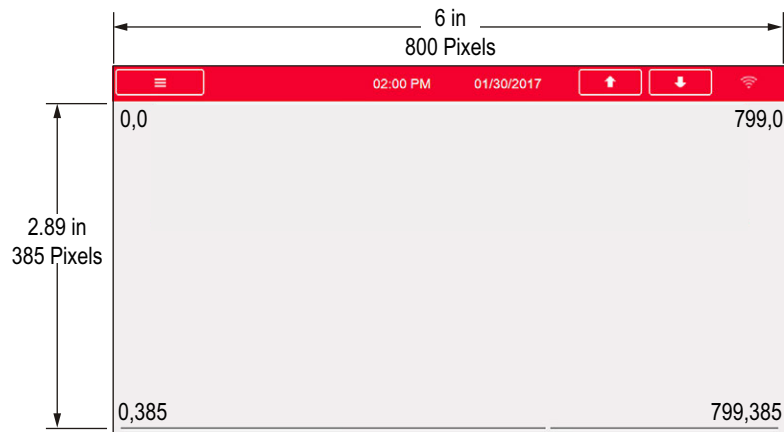 6 in
800 Pixels
02:00 PM 01/30/2017
0,0 799,0
2.89 in
385 Pixels
0,385 799,385